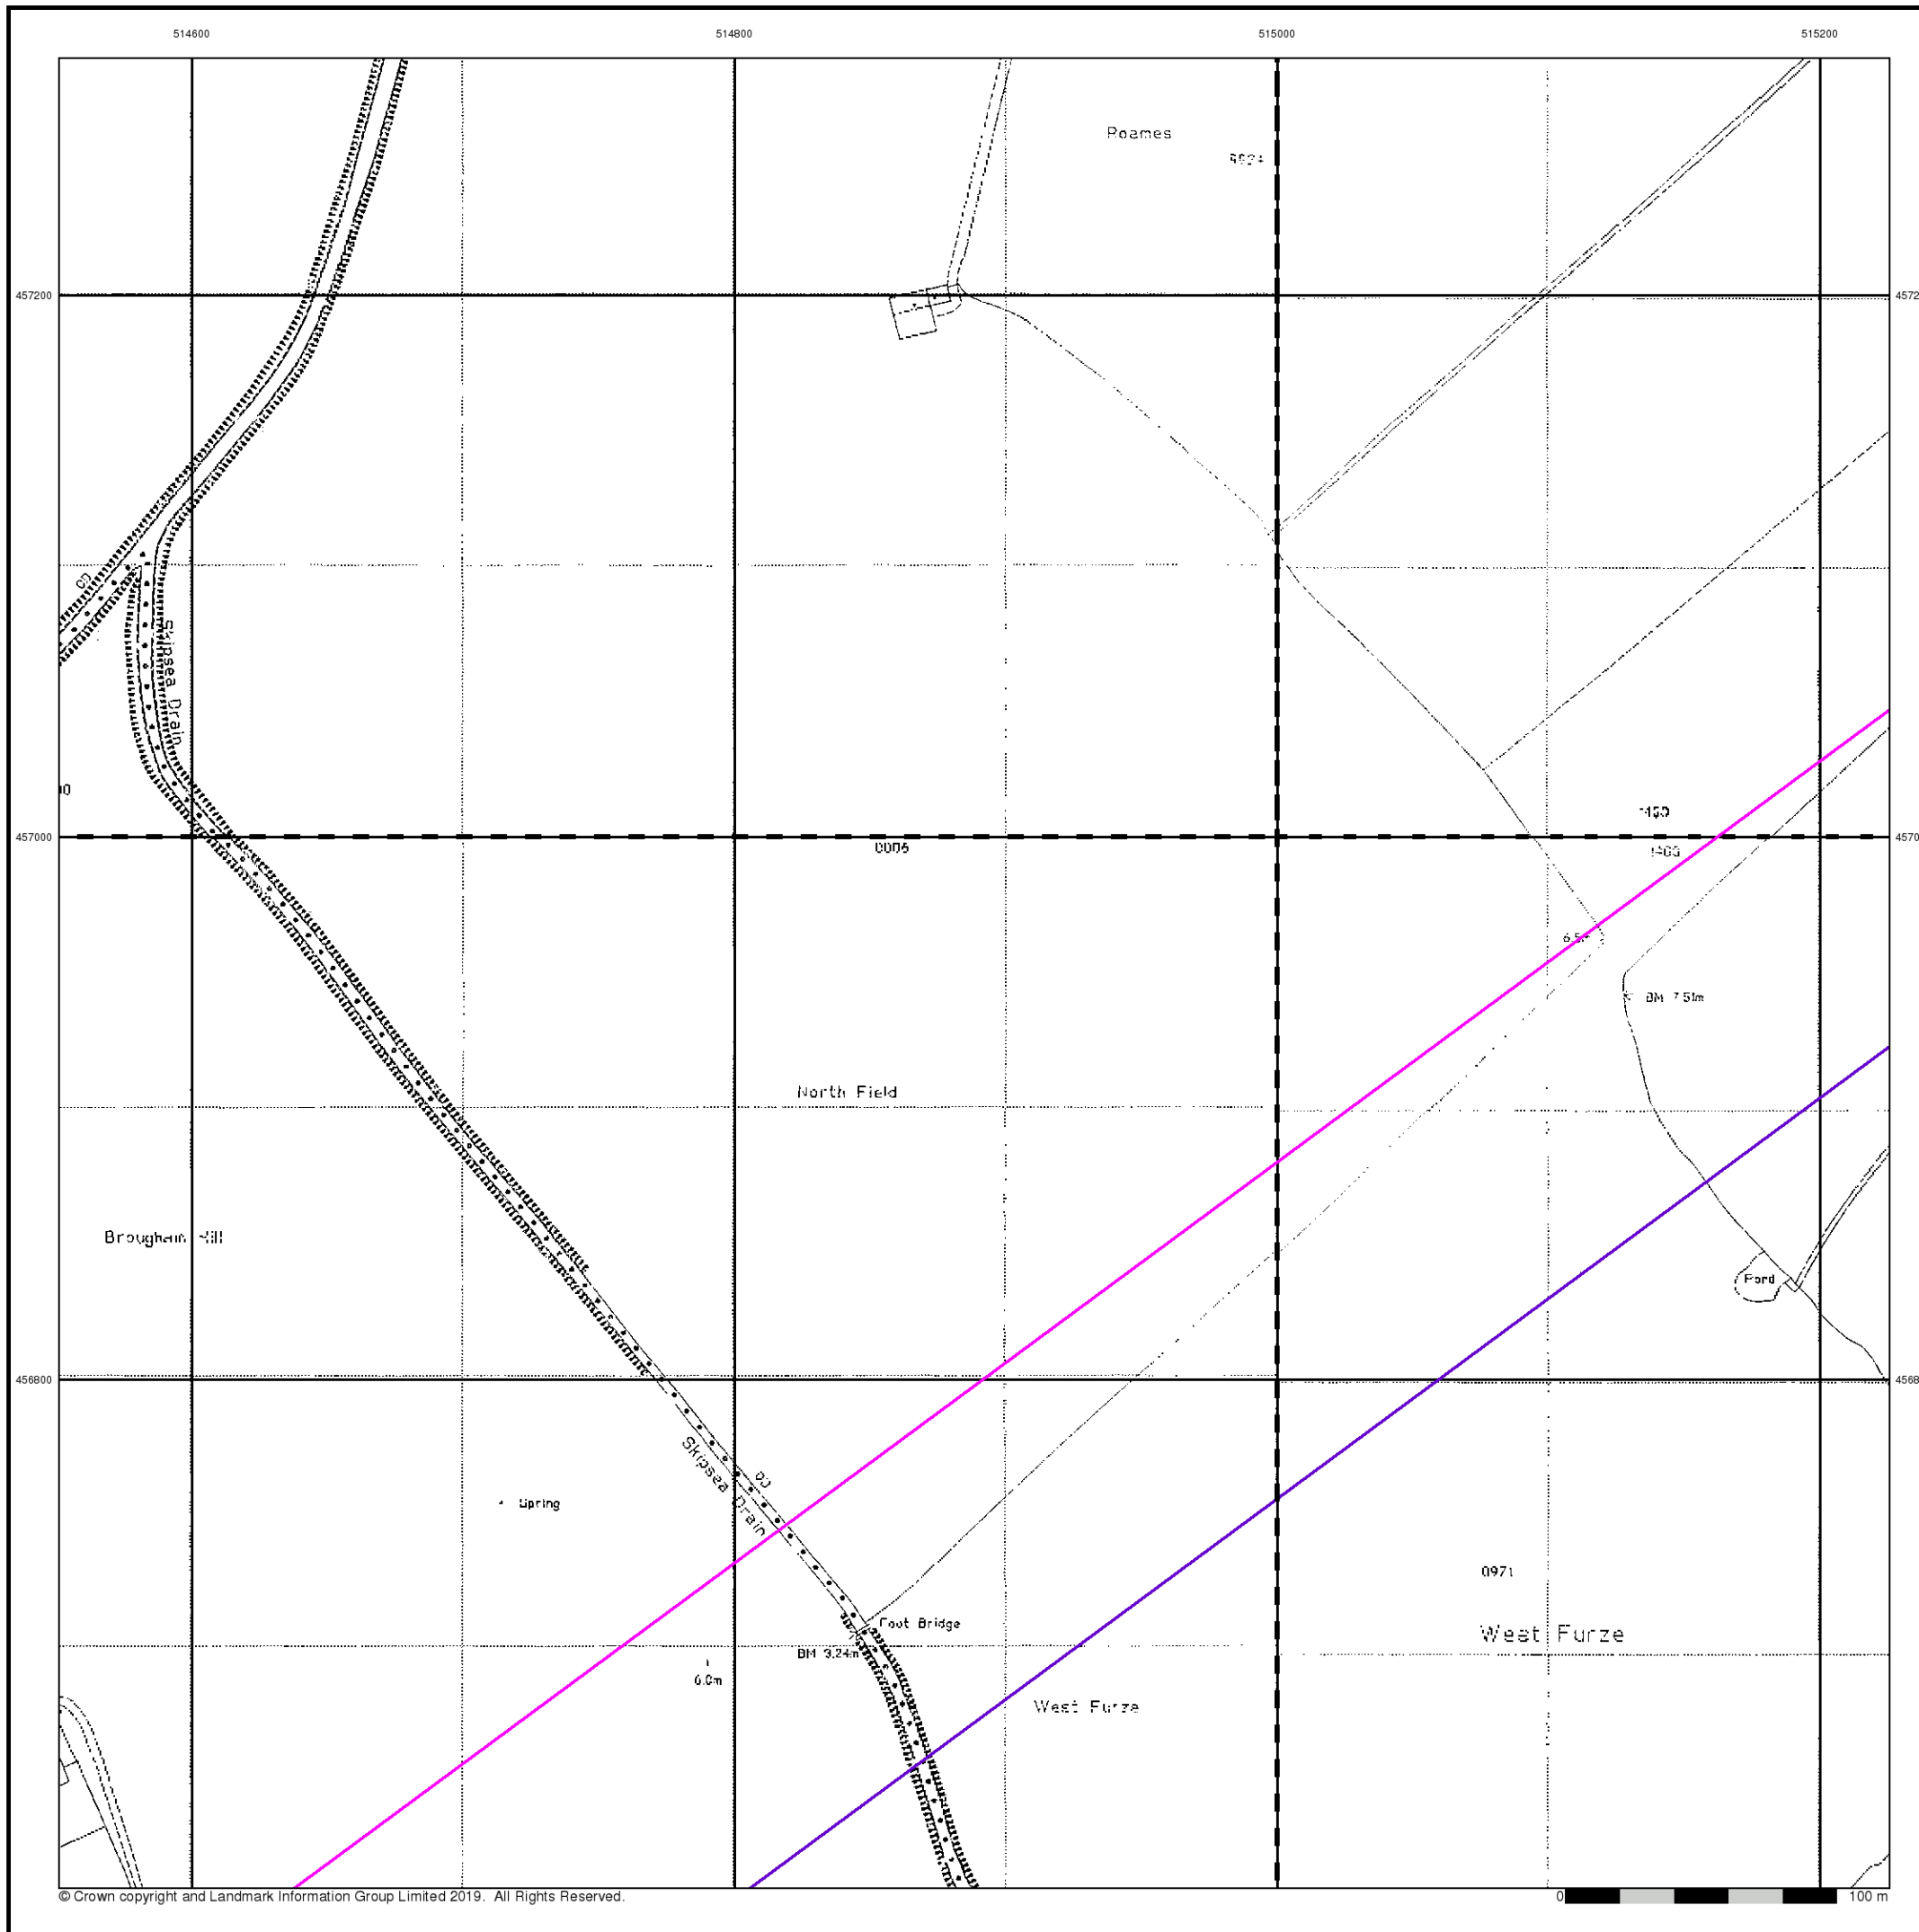 514600 514800 515000 515200
Roames
457200
Skipsea Drain
457000
0006
BM 7.51m
North Field
Brougham Hill
Pond
456800
CD
Skipsea Drain
Spring
0971
Foot Bridge
West Furze
BM 3.24m
6.0m
West Furze
© Crown copyright and Landmark Information Group Limited 2019. All Rights Reserved.
0 100 m